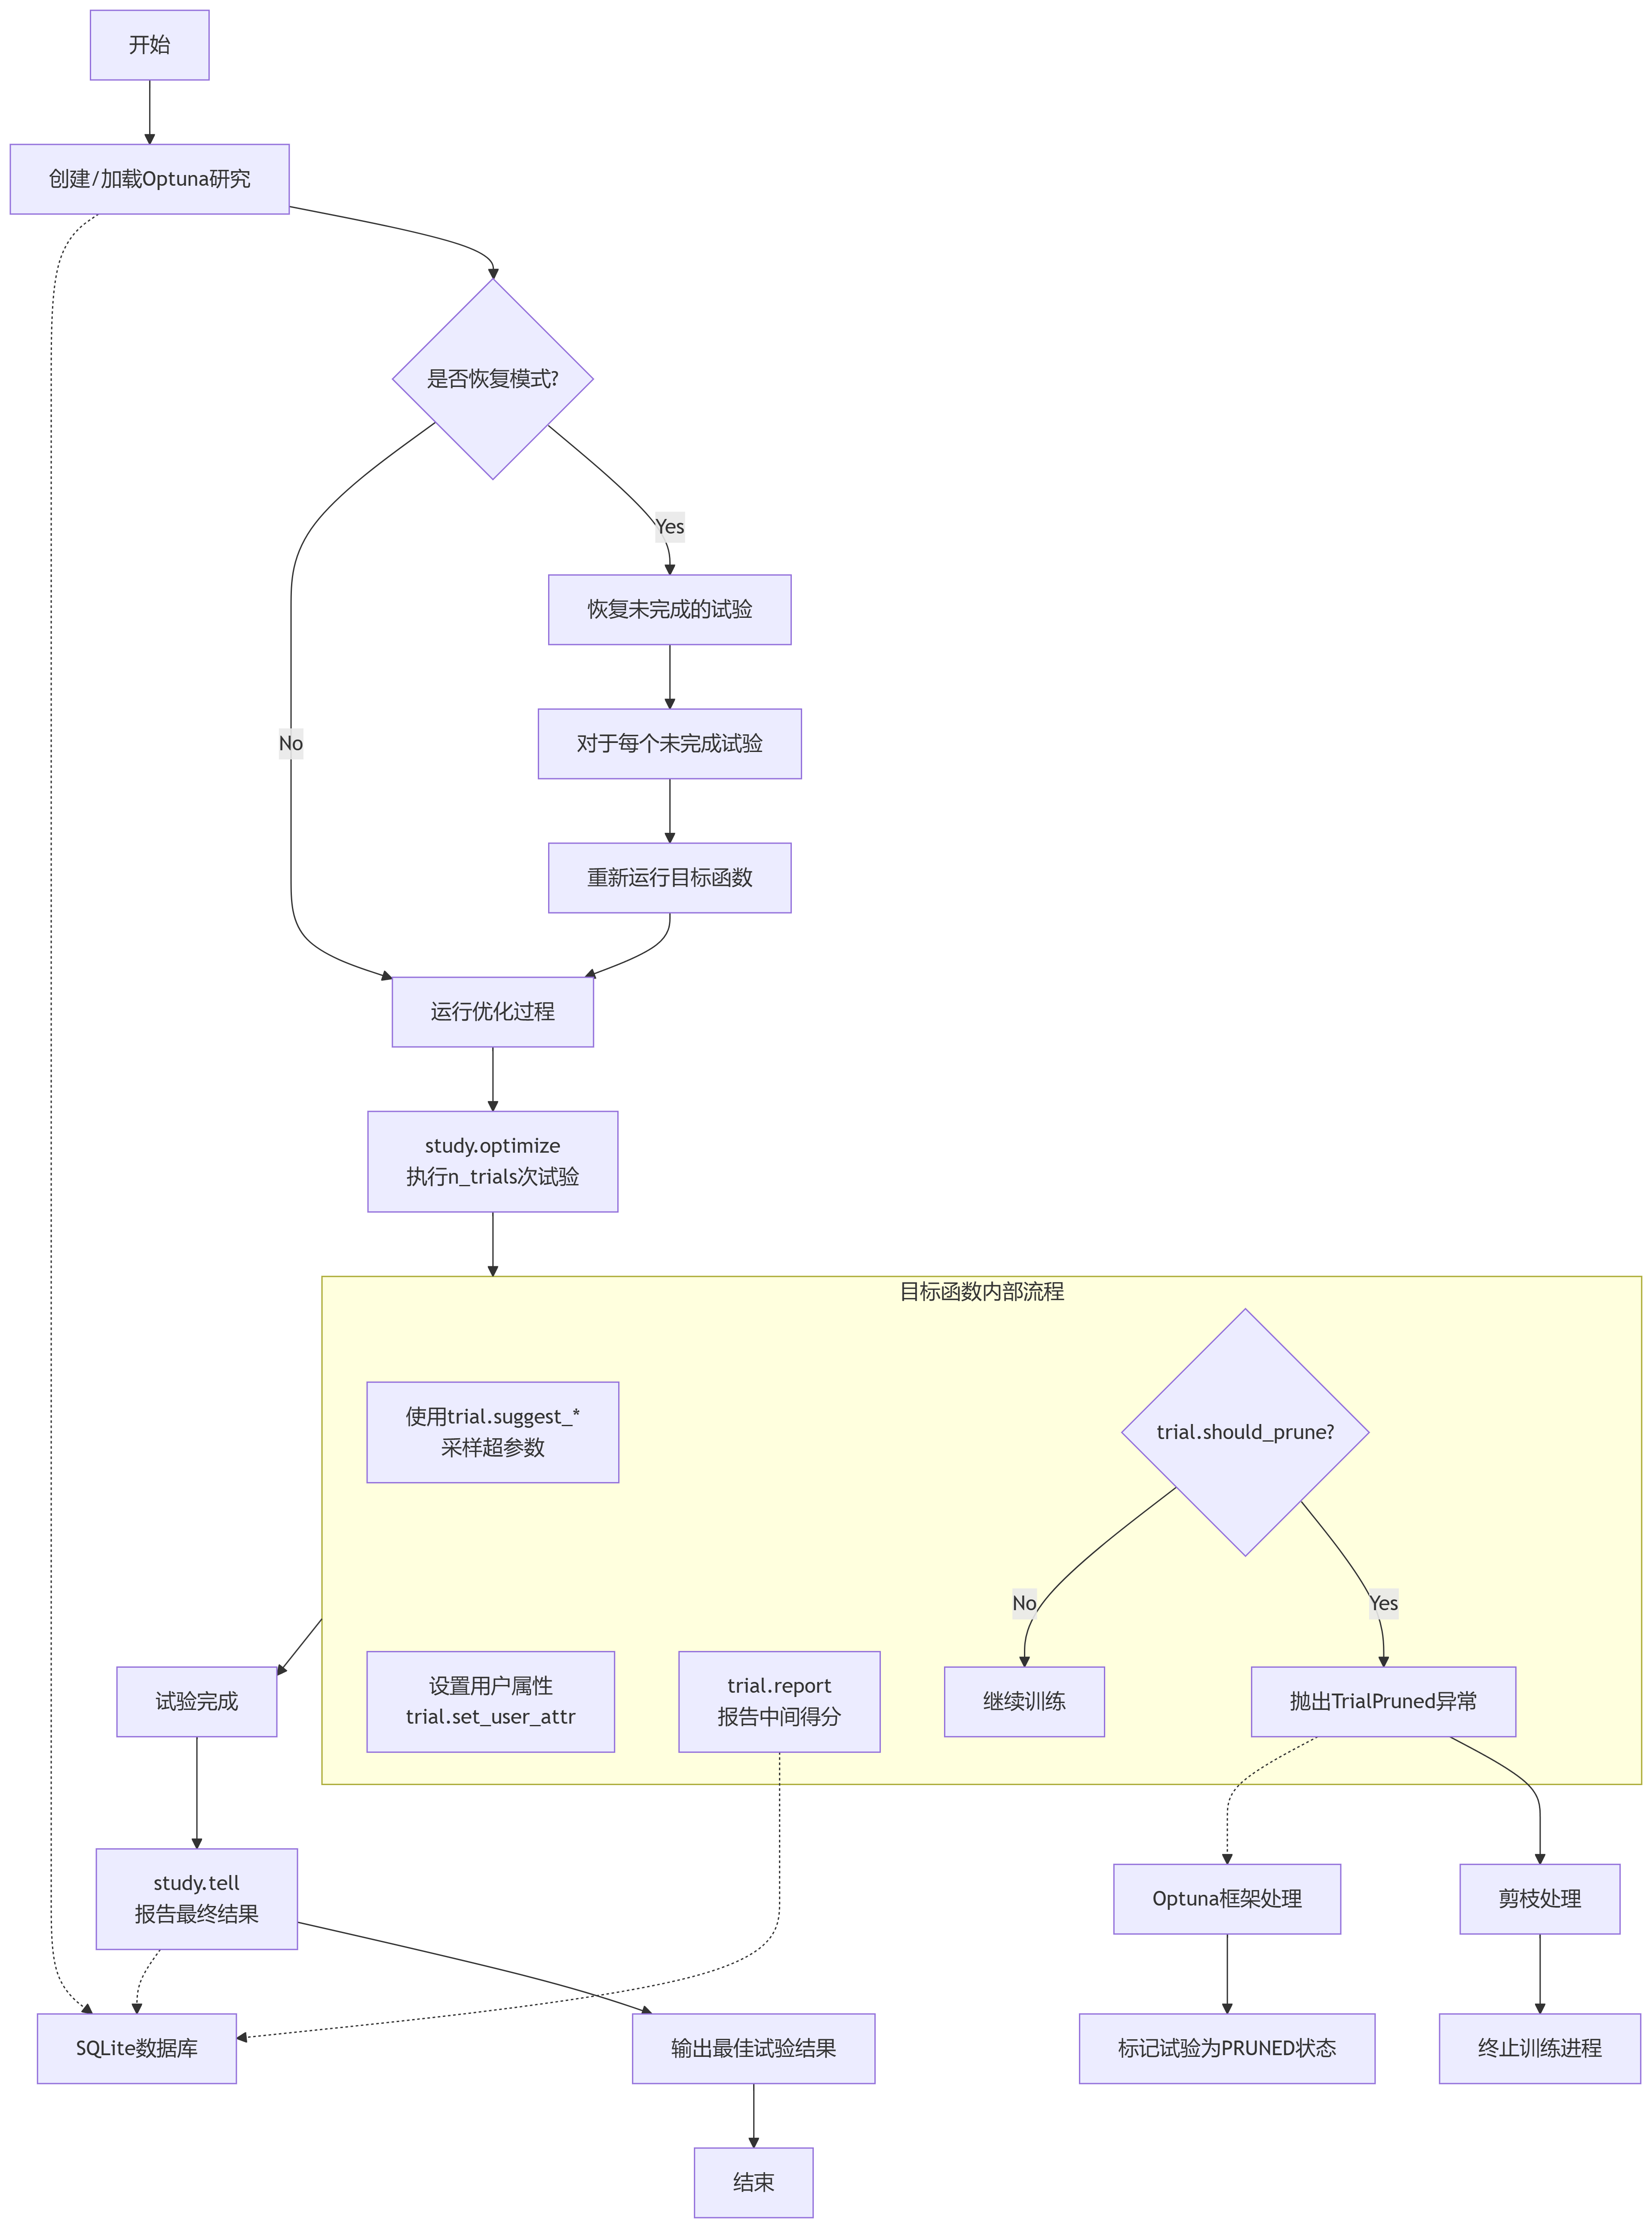 开始
创建/加载Optuna研究
是否恢复模式?
Yes
恢复未完成的试验
No
对于每个未完成试验
重新运行目标函数
运行优化过程
study.optimize
执行n_trials次试验
目标函数内部流程
使用trial.suggest_*
采样超参数
trial.should_prune?
No
Yes
试验完成
设置用户属性
trial.set_user_attr
trial.report
报告中间得分
继续训练
抛出TrialPruned异常
study.tell
报告最终结果
Optuna框架处理
剪枝处理
SQLite数据库
输出最佳试验结果
标记试验为PRUNED状态
终止训练进程
结束